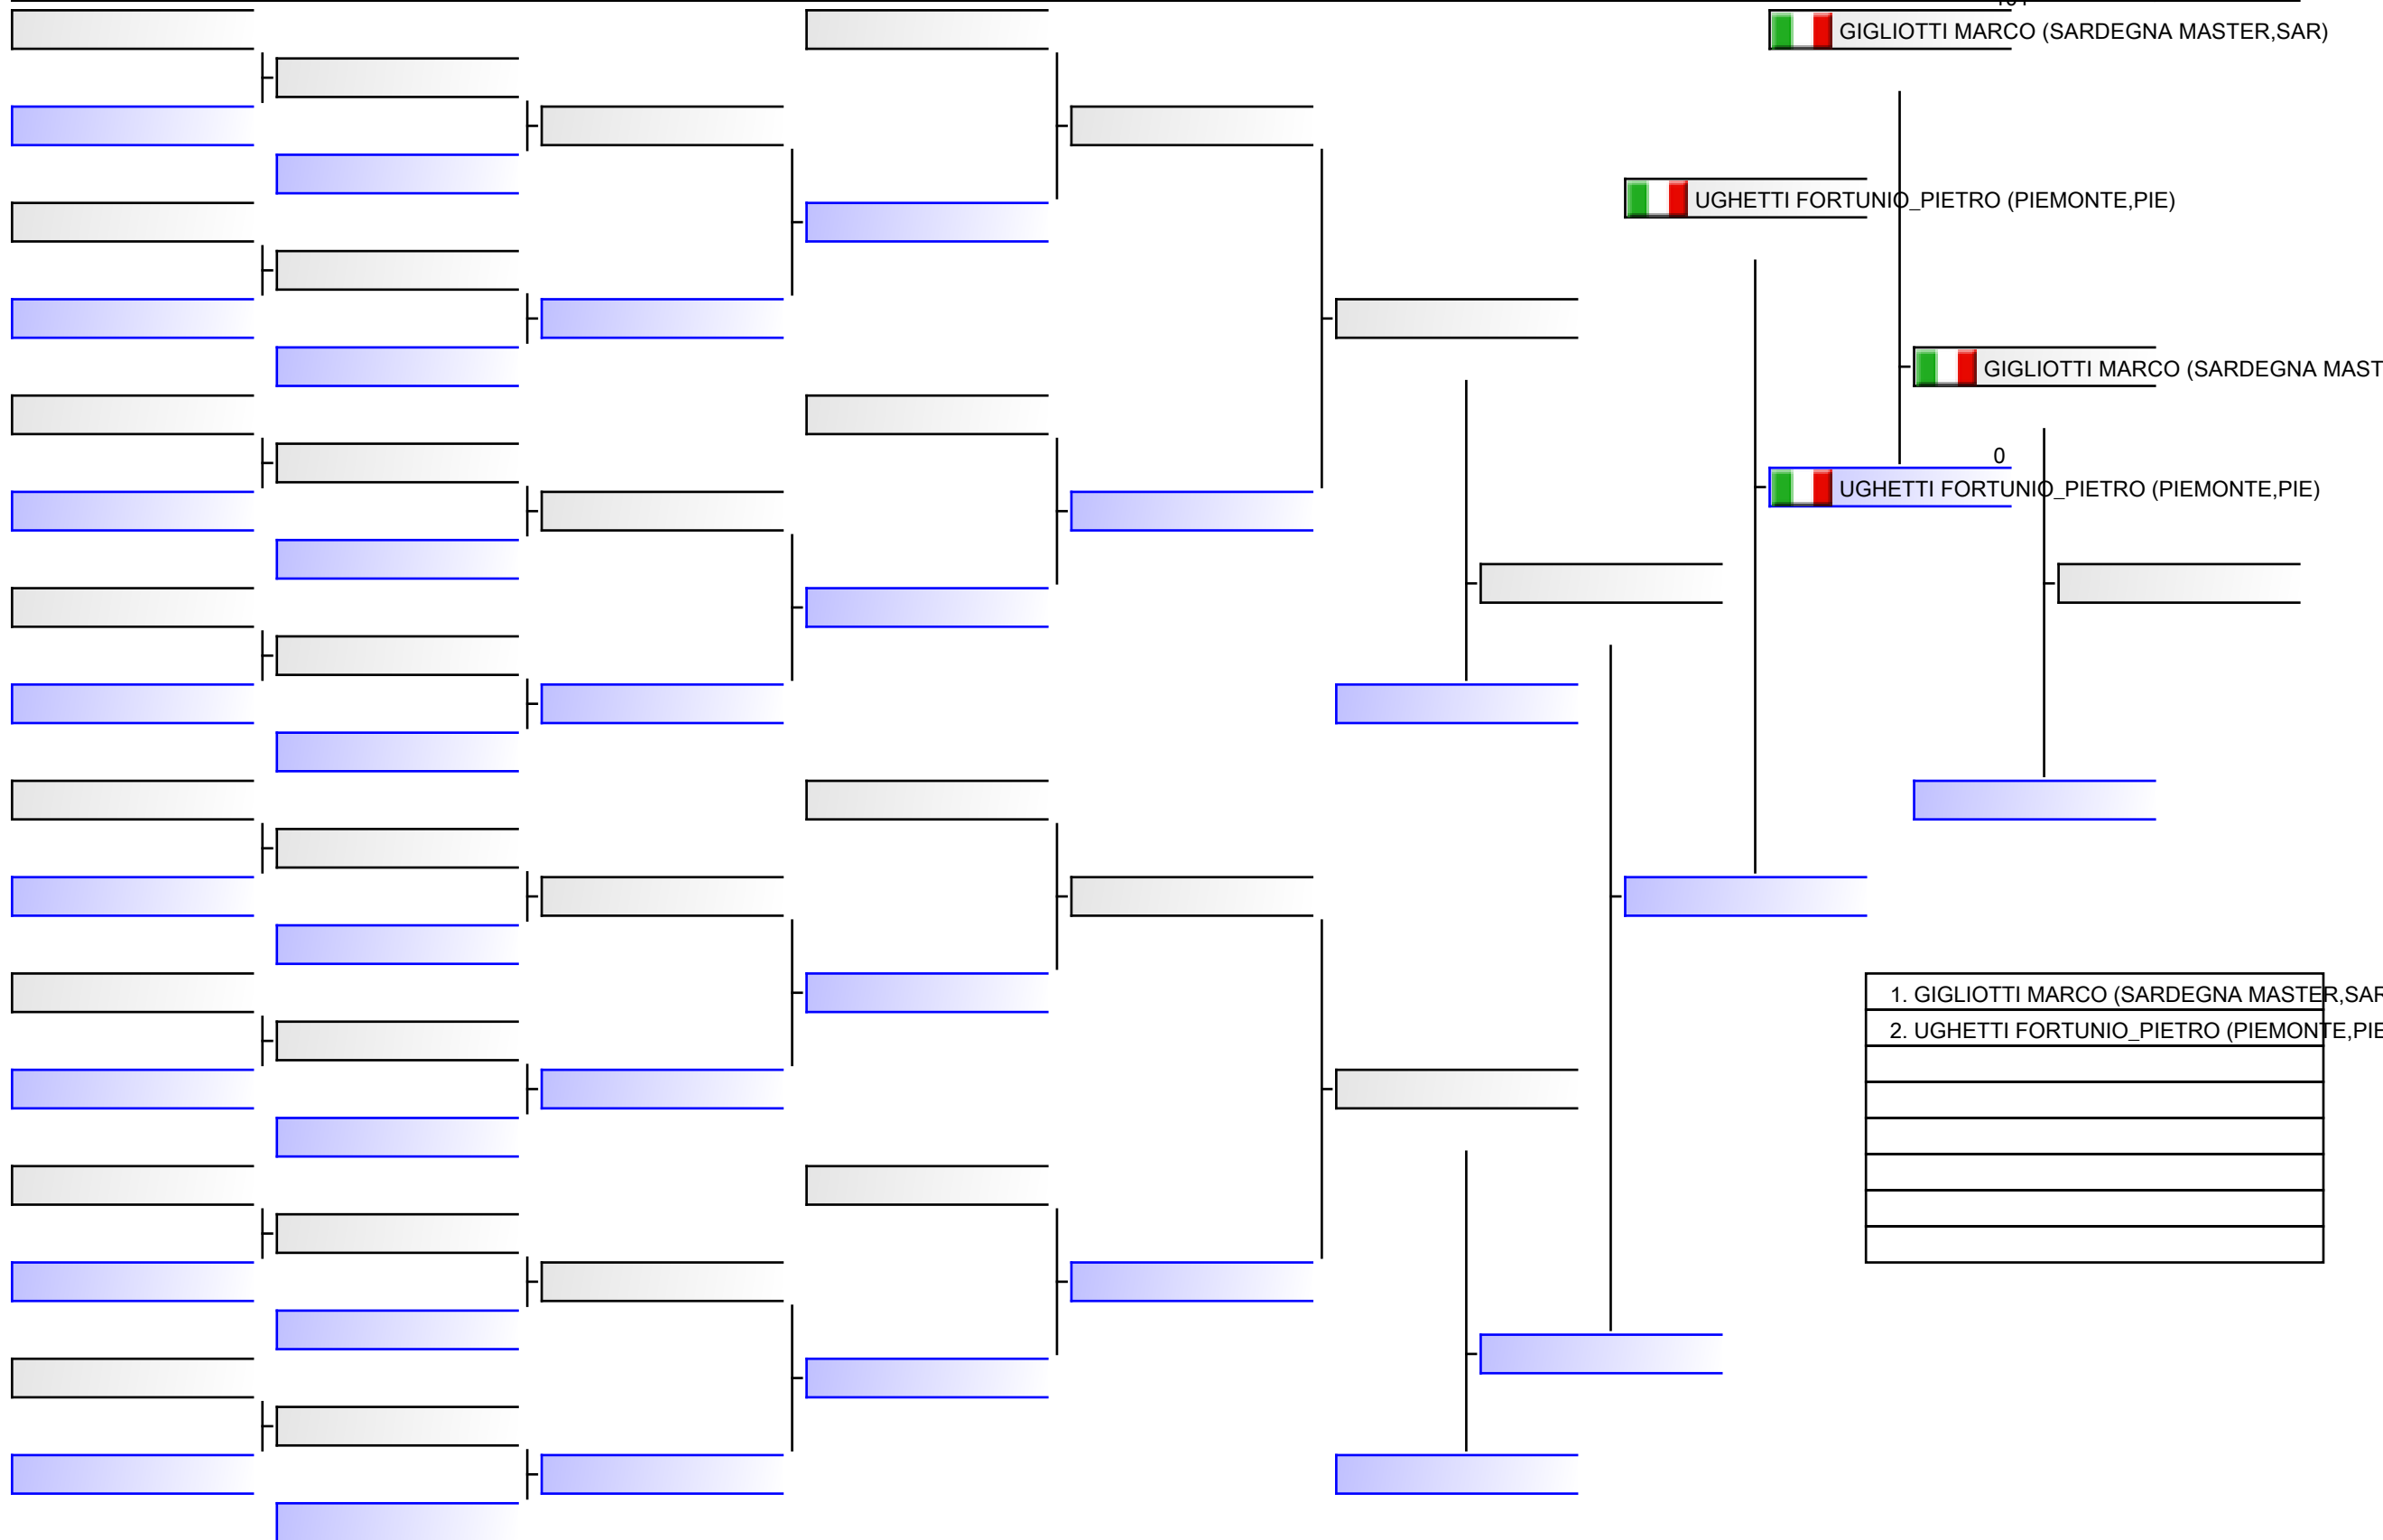 GIGLIOTTI MARCO (SARDEGNA MASTER,SAR)
UGHETTI FORTUNIO_PIETRO (PIEMONTE,PIE)
GIGLIOTTI MARCO (SARDEGNA MAST
0
UGHETTI FORTUNIO_PIETRO (PIEMONTE,PIE)
1. GIGLIOTTI MARCO (SARDEGNA MASTER,SAR
2. UGHETTI FORTUNIO_PIETRO (PIEMONTE,PIE